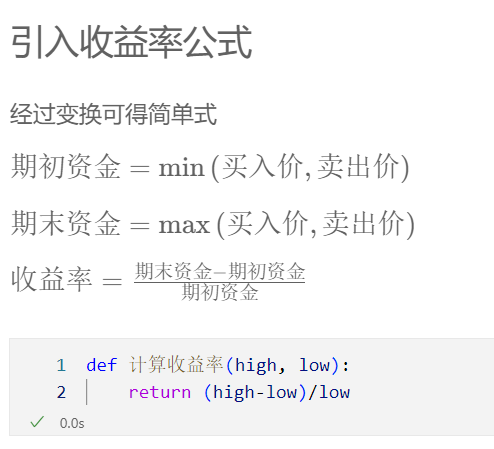 引入收益率公式
经过变换可得简单式
期初资金 = min (买入价, 卖出价)
期末资金 = max (买入价, 卖出价)
收益率 = 期末资金−期初资金
期初资金
1 def 计算收益率(high, low):
2 return (high-low)/low
✓ 0.0s